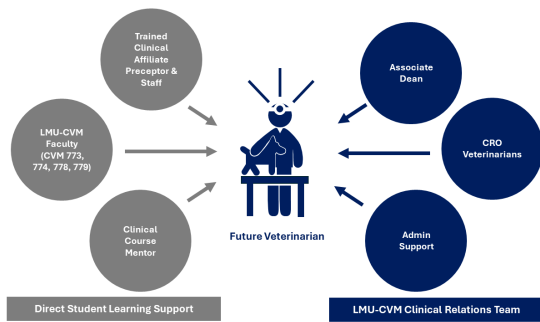 Trained
Clinical
Affiliate
Preceptor &
Staff
LMU-CVM
Faculty
(CVM 773,
774, 778, 779)
Clinical
Course
Mentor
Direct Student Learning Support
Future Veterinarian
Associate
Dean
CRO
Veterinarians
Admin
Support
LMU-CVM Clinical Relations Team